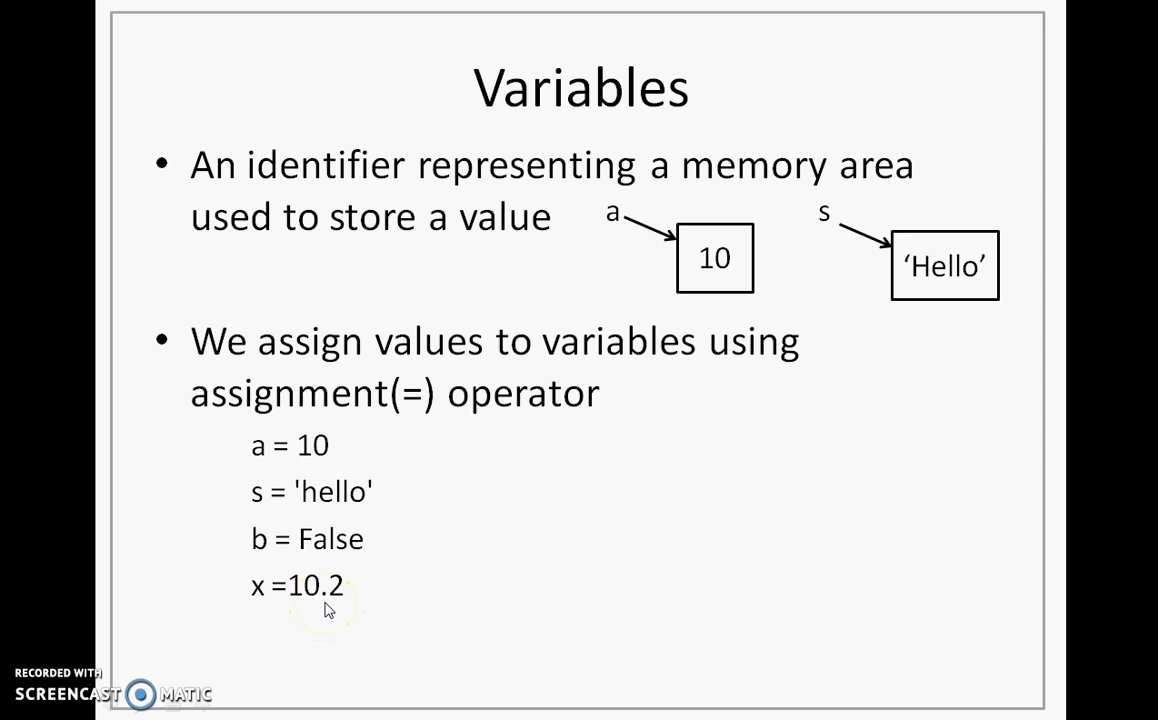 Variables
• An identifier representing a memory area
used to store a value
a
s
10
‘Hello’
• We assign values to variables using
assignment(=) operator
a = 10
s = 'hello'
b = False
x =10.2
RECORDED WITH
SCREENCAST MATIC